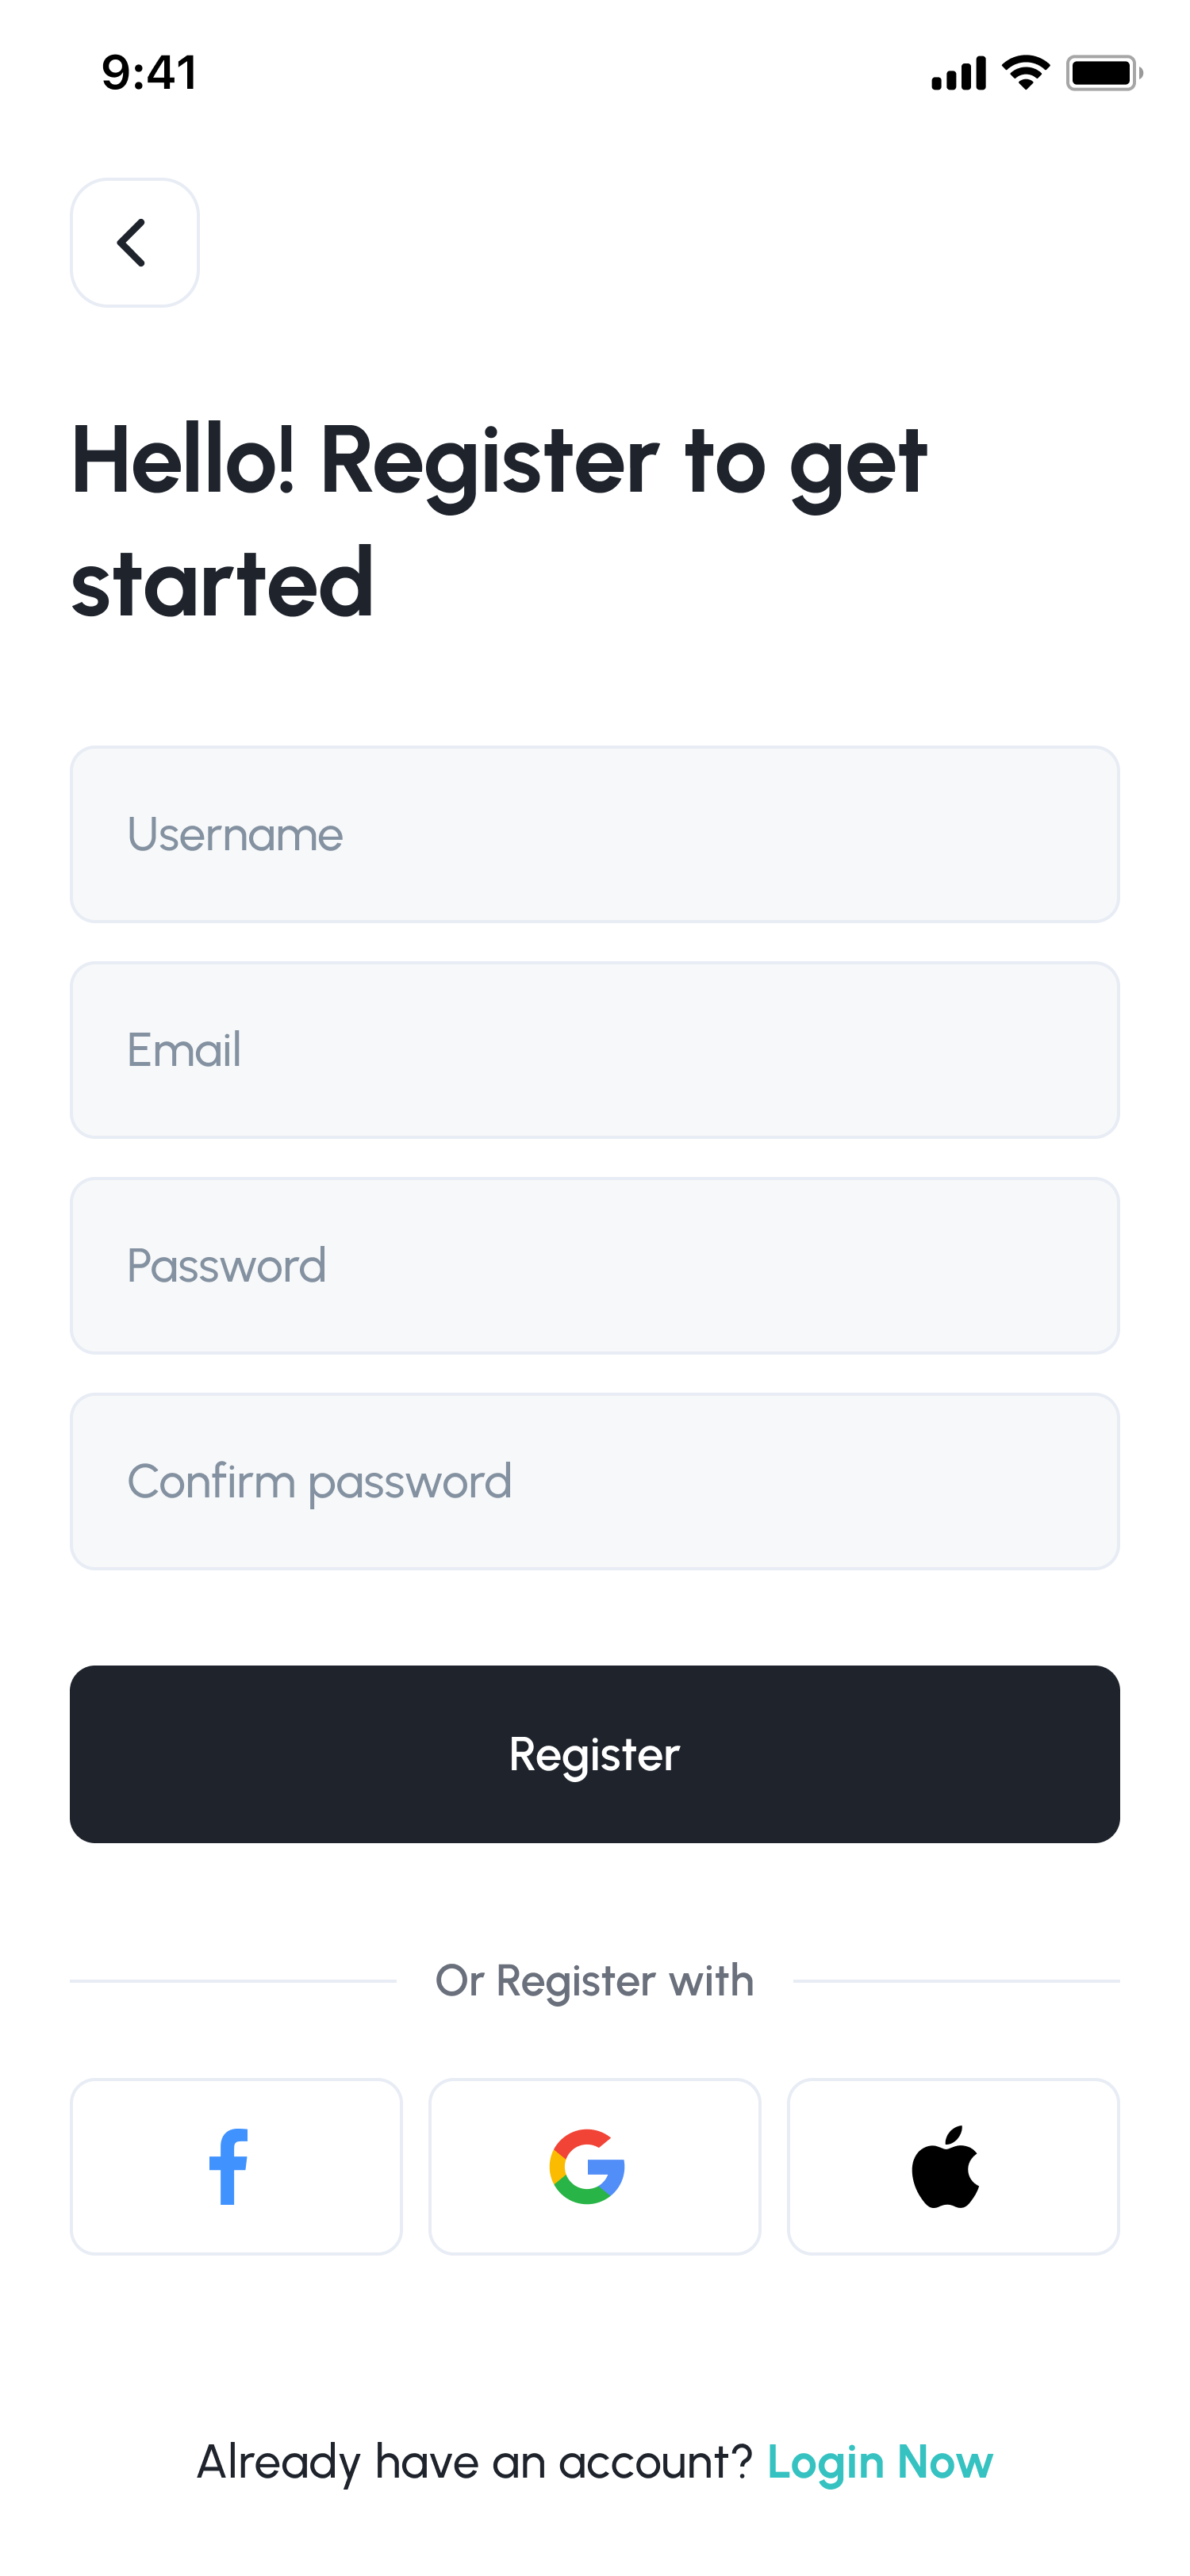 9:41
Hello! Register to get
started
Username
Email
Password
Confirm password
Register
Or Register with
Already have an account? Login Now